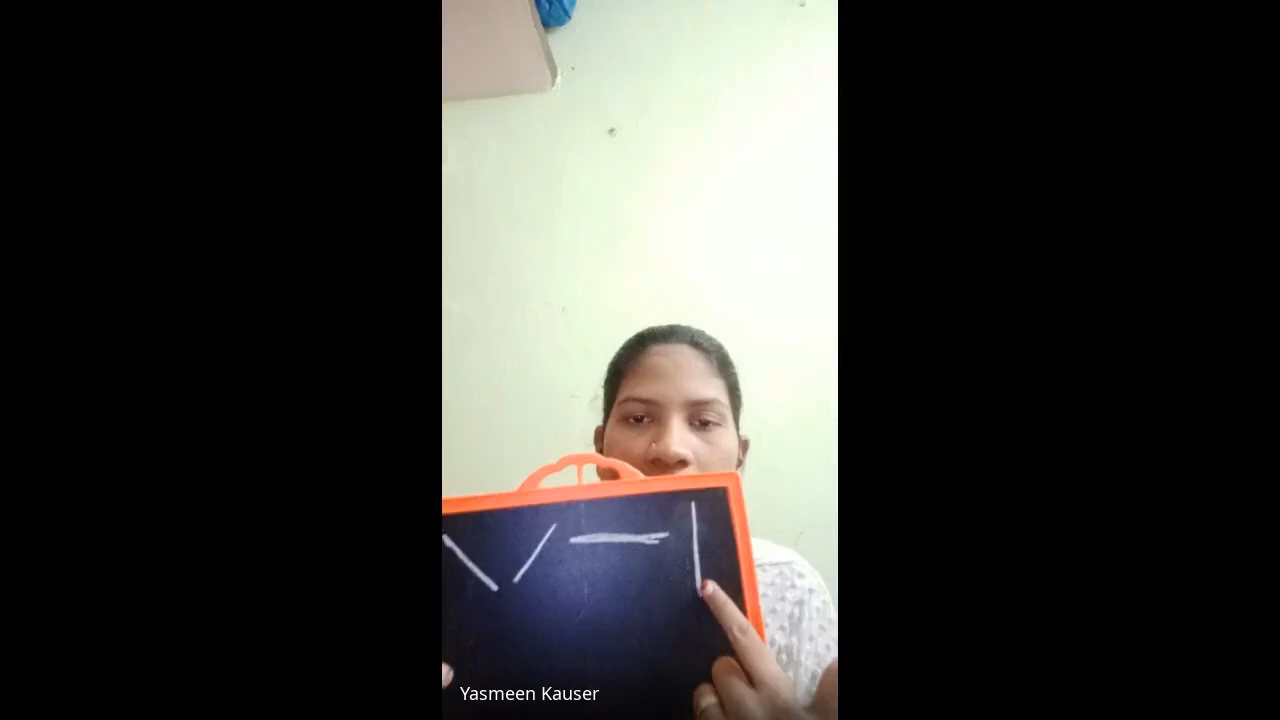 \ / — |
Yasmeen Kauser